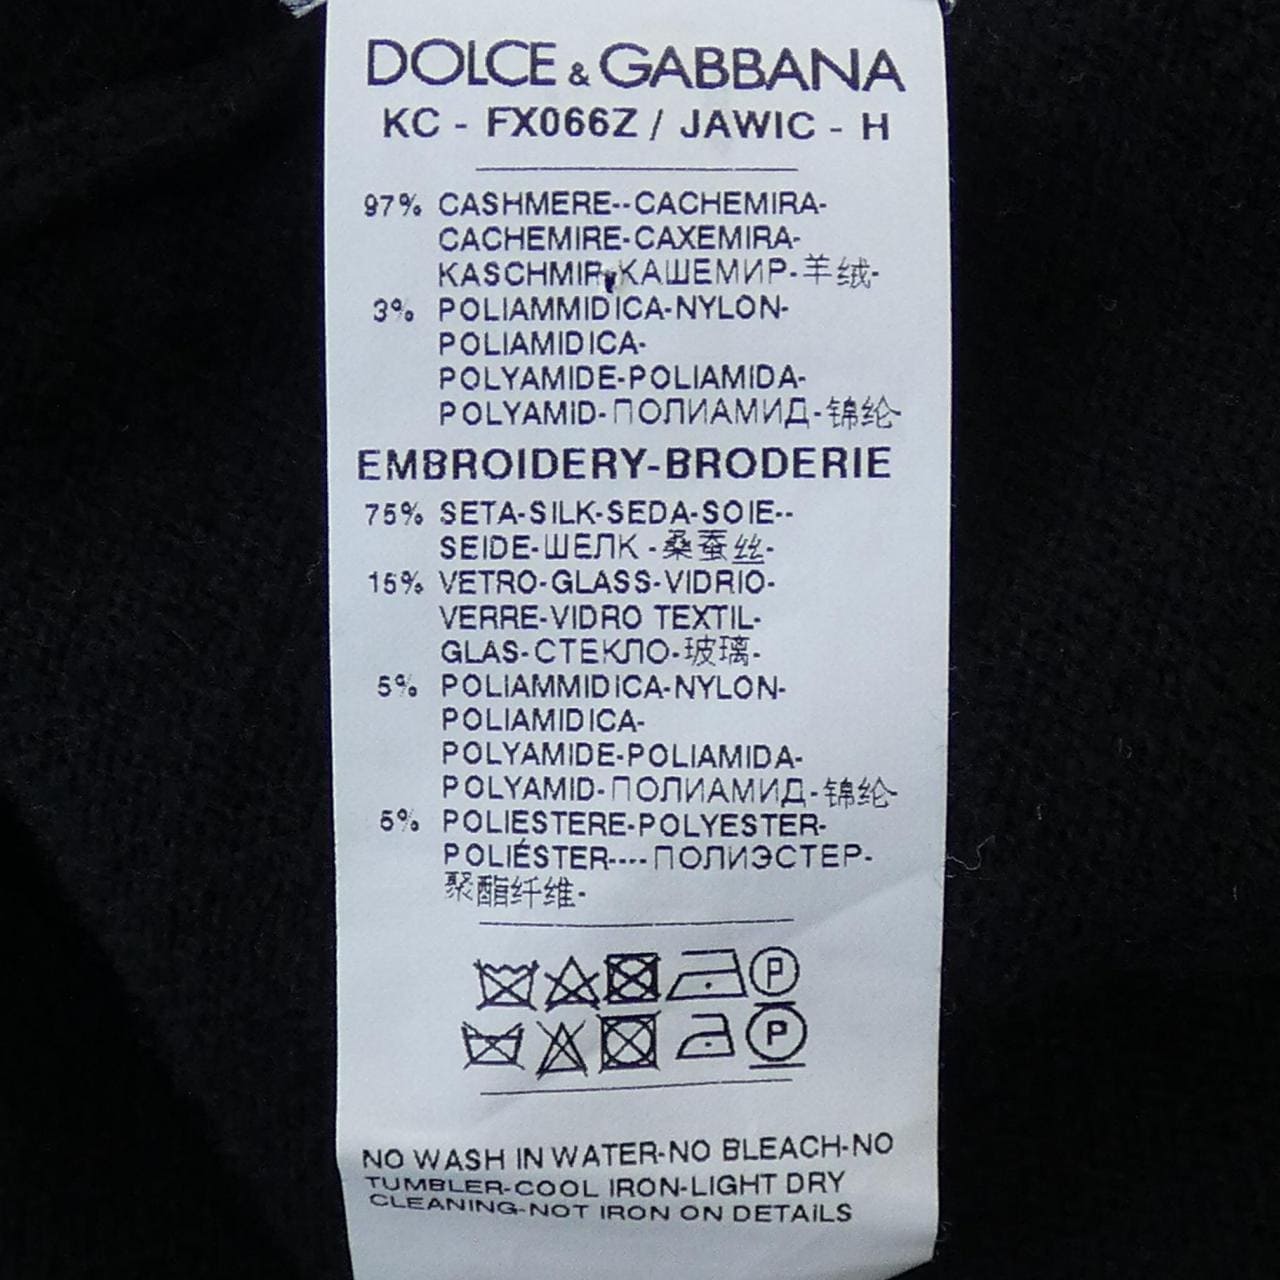 DOLCE & GABBANA
KC - FX066Z / JAWIC - H
97% CASHMERE--CACHEMIRA-
CACHEMIRE-CAXEMIRA-
KASCHMIR-КАШЕМИР-羊绒-
3% POLIAMMIDICA-NYLON-
POLIAMIDICA-
POLYAMIDE-POLIAMIDA-
POLYAMID-ПОЛИАМИД-锦纶-
EMBROIDERY-BRODERIE
75% SETA-SILK-SEDA-SOIE--
SEIDE-ШЕЛК -桑蚕丝-
15% VETRO-GLASS-VIDRIO-
VERRE-VIDRO TEXTIL-
GLAS-СТЕКЛО-玻璃-
5% POLIAMMIDICA-NYLON-
POLIAMIDICA-
POLYAMIDE-POLIAMIDA-
POLYAMID-ПОЛИАМИД-锦纶-
5% POLIESTERE-POLYESTER-
POLIÉSTER----ПОЛИЭСТЕР-
聚酯纤维-
P
P
NO WASH IN WATER-NO BLEACH-NO
TUMBLER-COOL IRON-LIGHT DRY
CLEANING-NOT IRON ON DETAILS